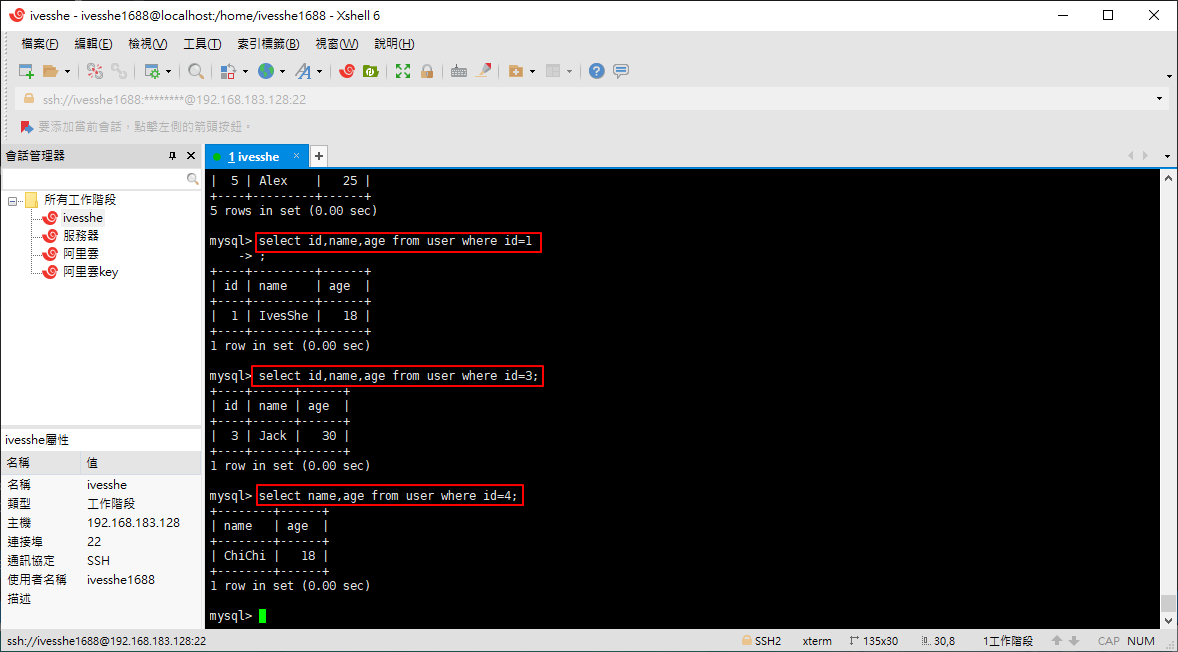 ivesshe - ivesshe1688@localhost:/home/ivesshe1688 - Xshell 6
檔案(F) 編輯(E) 檢視(V) 工具(T) 索引標籤(B) 視窗(W) 說明(H)
ssh://ivesshe1688:********@192.168.183.128:22
要添加當前會話，點擊左側的箭頭按鈕。
會話管理器
所有工作階段
ivesshe
服務器
阿里雲
阿里雲key
ivesshe屬性
名稱 值
名稱 ivesshe
類型 工作階段
主機 192.168.183.128
連接埠 22
通訊協定 SSH
使用者名稱 ivesshe1688
描述
1 ivesshe
|  5 | Alex    |   25 |
+----+---------+------+
5 rows in set (0.00 sec)
mysql> select id,name,age from user where id=1
    -> ;
+----+---------+------+
| id | name    | age  |
+----+---------+------+
|  1 | IvesShe |   18 |
+----+---------+------+
1 row in set (0.00 sec)
mysql> select id,name,age from user where id=3;
+----+------+------+
| id | name | age  |
+----+------+------+
|  3 | Jack |   30 |
+----+------+------+
1 row in set (0.00 sec)
mysql> select name,age from user where id=4;
+--------+------+
| name   | age  |
+--------+------+
| ChiChi |   18 |
+--------+------+
1 row in set (0.00 sec)
mysql>
ssh://ivesshe1688@192.168.183.128:22 SSH2 xterm 135x30 30,8 1工作階段 CAP NUM